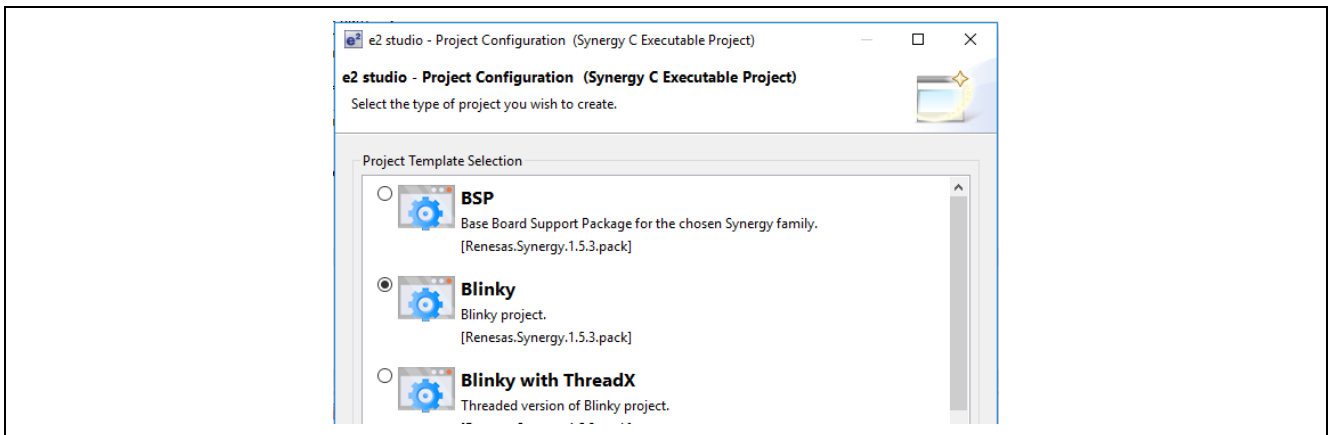 e2 studio - Project Configuration (Synergy C Executable Project)
e2 studio - Project Configuration (Synergy C Executable Project)
Select the type of project you wish to create.
Project Template Selection
BSP
Base Board Support Package for the chosen Synergy family.
[Renesas.Synergy.1.5.3.pack]
Blinky
Blinky project.
[Renesas.Synergy.1.5.3.pack]
Blinky with ThreadX
Threaded version of Blinky project.